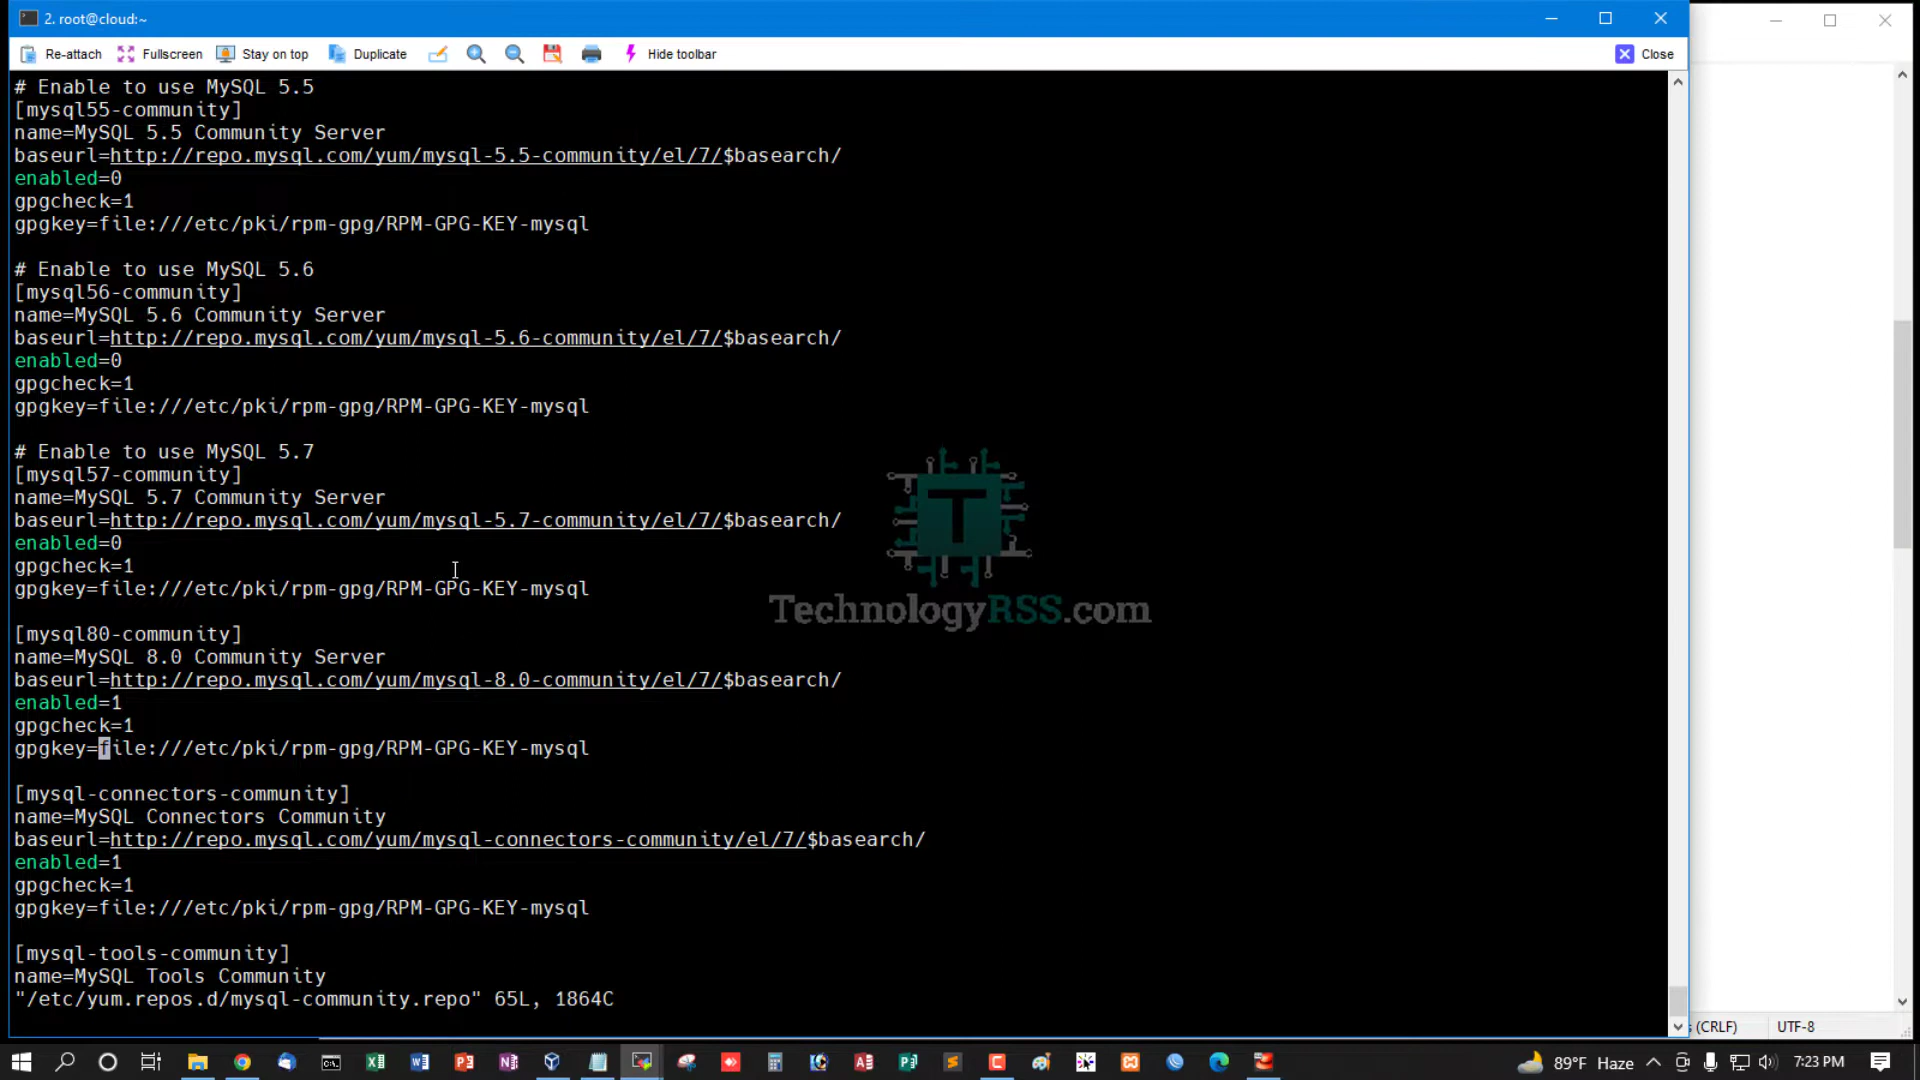 2. root@cloud:~
Re-attach Fullscreen Stay on top Duplicate Hide toolbar Close
# Enable to use MySQL 5.5
[mysql55-community]
name=MySQL 5.5 Community Server
baseurl=http://repo.mysql.com/yum/mysql-5.5-community/el/7/$basearch/
enabled=0
gpgcheck=1
gpgkey=file:///etc/pki/rpm-gpg/RPM-GPG-KEY-mysql
# Enable to use MySQL 5.6
[mysql56-community]
name=MySQL 5.6 Community Server
baseurl=http://repo.mysql.com/yum/mysql-5.6-community/el/7/$basearch/
enabled=0
gpgcheck=1
gpgkey=file:///etc/pki/rpm-gpg/RPM-GPG-KEY-mysql
# Enable to use MySQL 5.7
[mysql57-community]
name=MySQL 5.7 Community Server
baseurl=http://repo.mysql.com/yum/mysql-5.7-community/el/7/$basearch/
enabled=0
gpgcheck=1
gpgkey=file:///etc/pki/rpm-gpg/RPM-GPG-KEY-mysql
T
TechnologyRSS.com
[mysql80-community]
name=MySQL 8.0 Community Server
baseurl=http://repo.mysql.com/yum/mysql-8.0-community/el/7/$basearch/
enabled=1
gpgcheck=1
gpgkey=file:///etc/pki/rpm-gpg/RPM-GPG-KEY-mysql
[mysql-connectors-community]
name=MySQL Connectors Community
baseurl=http://repo.mysql.com/yum/mysql-connectors-community/el/7/$basearch/
enabled=1
gpgcheck=1
gpgkey=file:///etc/pki/rpm-gpg/RPM-GPG-KEY-mysql
[mysql-tools-community]
name=MySQL Tools Community
"/etc/yum.repos.d/mysql-community.repo" 65L, 1864C
(CRLF) UTF-8
89°F Haze 7:23 PM